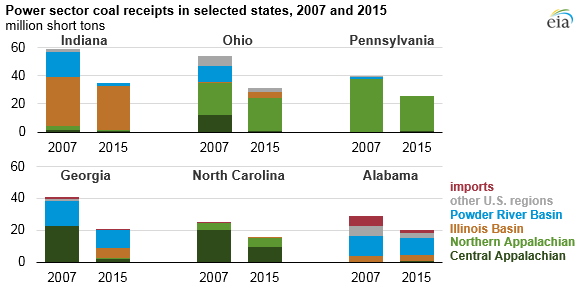 Power sector coal receipts in selected states, 2007 and 2015
million short tons
eia
Indiana
Ohio
Pennsylvania
60
40
20
0
2007 2015
2007 2015
2007 2015
Georgia
North Carolina
Alabama
60
40
20
0
2007 2015
2007 2015
2007 2015
imports
other U.S. regions
Powder River Basin
Illinois Basin
Northern Appalachian
Central Appalachian